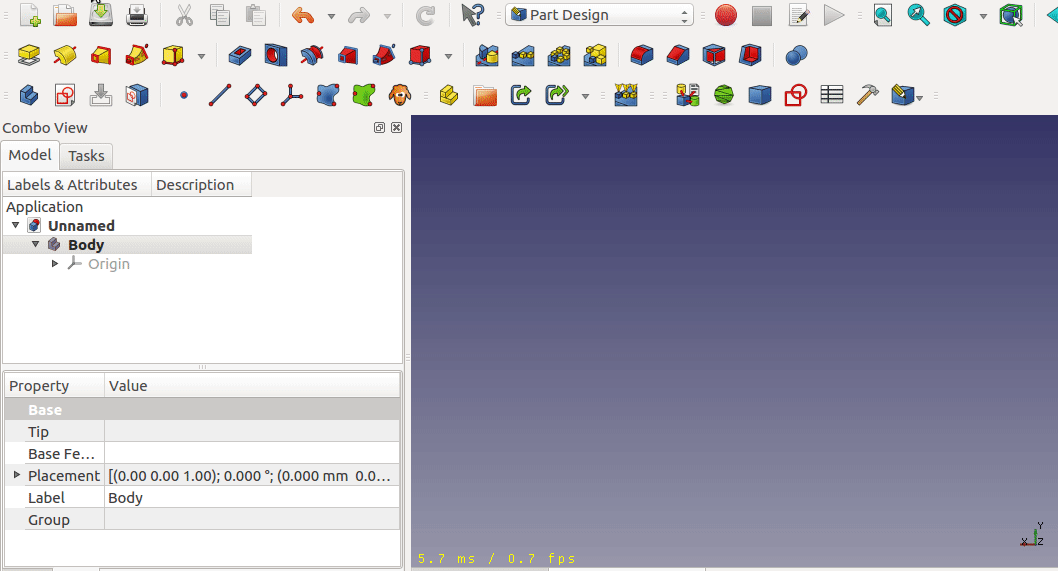 Part Design
Combo View
Model Tasks
Labels & Attributes Description
Application
Unnamed
Body
Origin
Property Value
Base
Tip
Base Fe...
Placement [(0.00 0.00 1.00); 0.000 °; (0.000 mm 0.0...
Label Body
Group
Y
X Z
5.7 ms / 0.7 fps